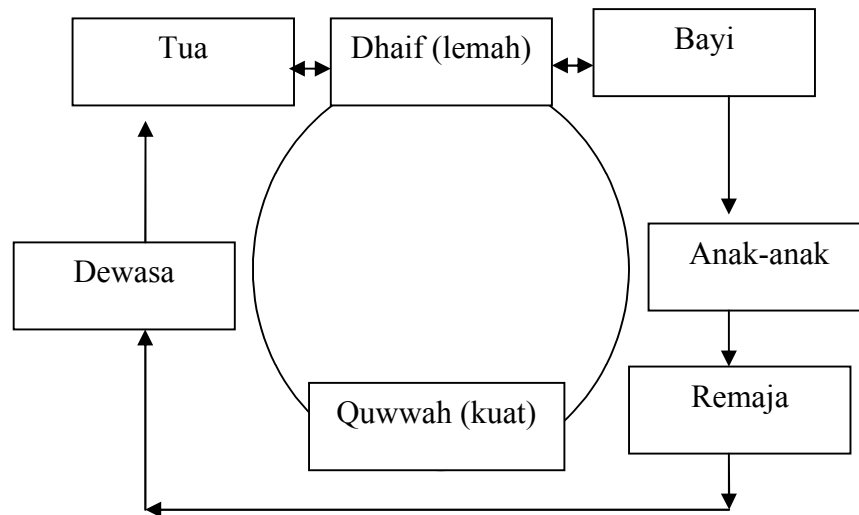 Tua
Dhaif (lemah)
Bayi
Dewasa
Anak-anak
Quwwah (kuat)
Remaja